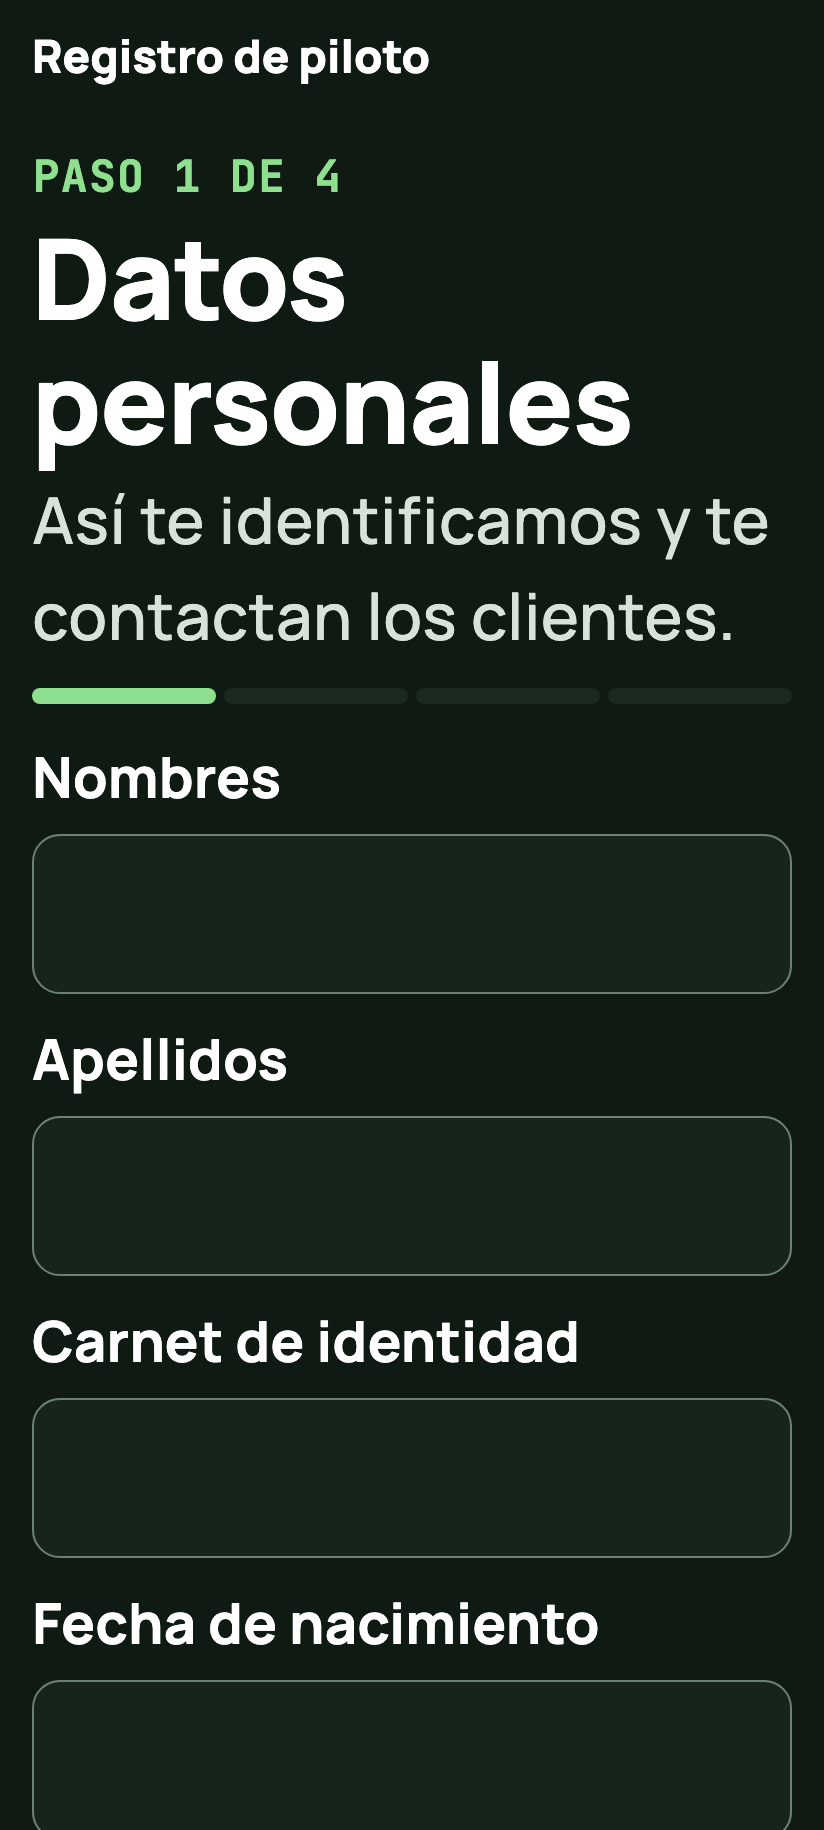 Registro de piloto
PASO 1 DE 4
Datos
personales
Así te identificamos y te
contactan los clientes.
Nombres
Apellidos
Carnet de identidad
Fecha de nacimiento